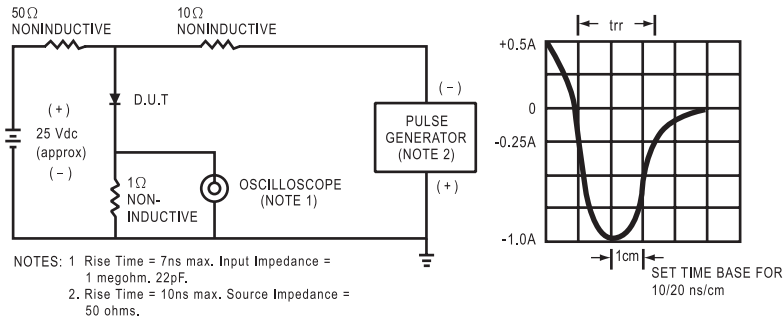 50Ω
NONINDUCTIVE
10Ω
NONINDUCTIVE
D.U.T
(+)
25 Vdc
(approx)
(−)
1Ω
NON-
INDUCTIVE
OSCILLOSCOPE
(NOTE 1)
(−)
PULSE
GENERATOR
(NOTE 2)
(+)
NOTES: 1 Rise Time = 7ns max. Input Impedance =
1 megohm. 22pF.
2. Rise Time = 10ns max. Source Impedance =
50 ohms.
trr
+0.5A
0
-0.25A
-1.0A
1cm
SET TIME BASE FOR
10/20 ns/cm